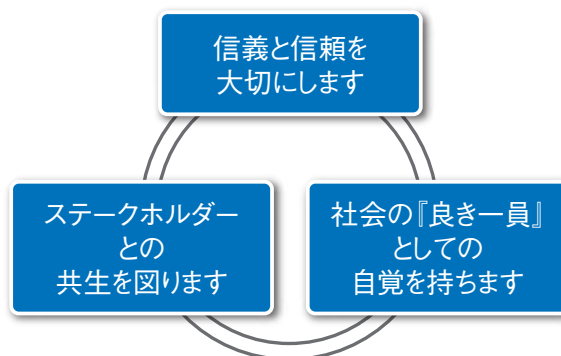 信義と信頼を
大切にします
ステークホルダー
との
共生を図ります
社会の『良き一員』
としての
自覚を持ちます